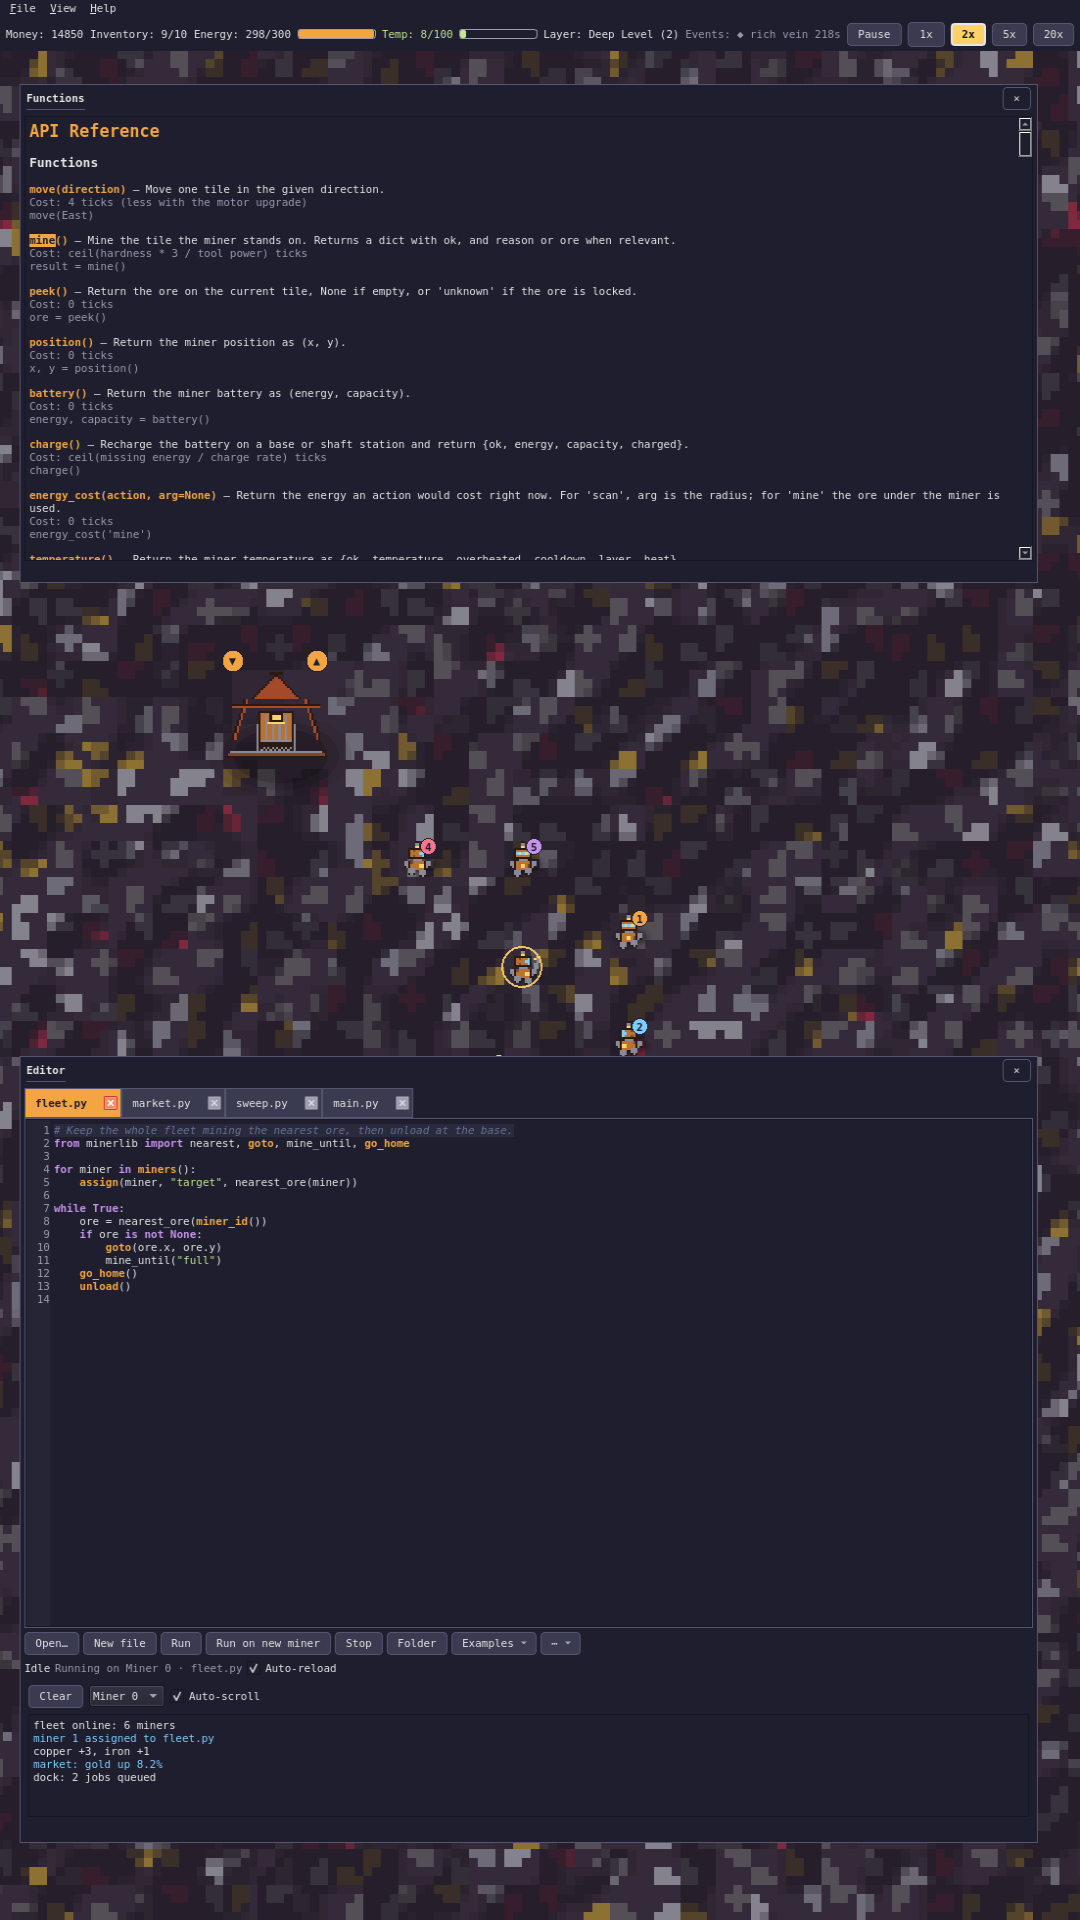 File View Help
Money: 14850 Inventory: 9/10 Energy: 298/300 Temp: 8/100 Layer: Deep Level (2) Events: ◆ rich vein 218s Pause 1x 2x 5x 20x
Functions ×
API Reference
Functions
move(direction) — Move one tile in the given direction.
Cost: 4 ticks (less with the motor upgrade)
move(East)
mine() — Mine the tile the miner stands on. Returns a dict with ok, and reason or ore when relevant.
Cost: ceil(hardness * 3 / tool power) ticks
result = mine()
peek() — Return the ore on the current tile, None if empty, or 'unknown' if the ore is locked.
Cost: 0 ticks
ore = peek()
position() — Return the miner position as (x, y).
Cost: 0 ticks
x, y = position()
battery() — Return the miner battery as (energy, capacity).
Cost: 0 ticks
energy, capacity = battery()
charge() — Recharge the battery on a base or shaft station and return {ok, energy, capacity, charged}.
Cost: ceil(missing energy / charge rate) ticks
charge()
energy_cost(action, arg=None) — Return the energy an action would cost right now. For 'scan', arg is the radius; for 'mine' the ore under the miner is
used.
Cost: 0 ticks
energy_cost('mine')
temperature() — Return the miner temperature as {ok, temperature, overheated, cooldown, layer, heat}.
▼ ▲
4 5
1
2
Editor ×
fleet.py market.py sweep.py main.py
1 # Keep the whole fleet mining the nearest ore, then unload at the base.
2 from minerlib import nearest, goto, mine_until, go_home
3
4 for miner in miners():
5 assign(miner, "target", nearest_ore(miner))
6
7 while True:
8 ore = nearest_ore(miner_id())
9 if ore is not None:
10 goto(ore.x, ore.y)
11 mine_until("full")
12 go_home()
13 unload()
14
Open… New file Run Run on new miner Stop Folder Examples ⋯
Idle Running on Miner 0 · fleet.py ✓ Auto-reload
Clear Miner 0 ✓ Auto-scroll
fleet online: 6 miners
miner 1 assigned to fleet.py
copper +3, iron +1
market: gold up 8.2%
dock: 2 jobs queued